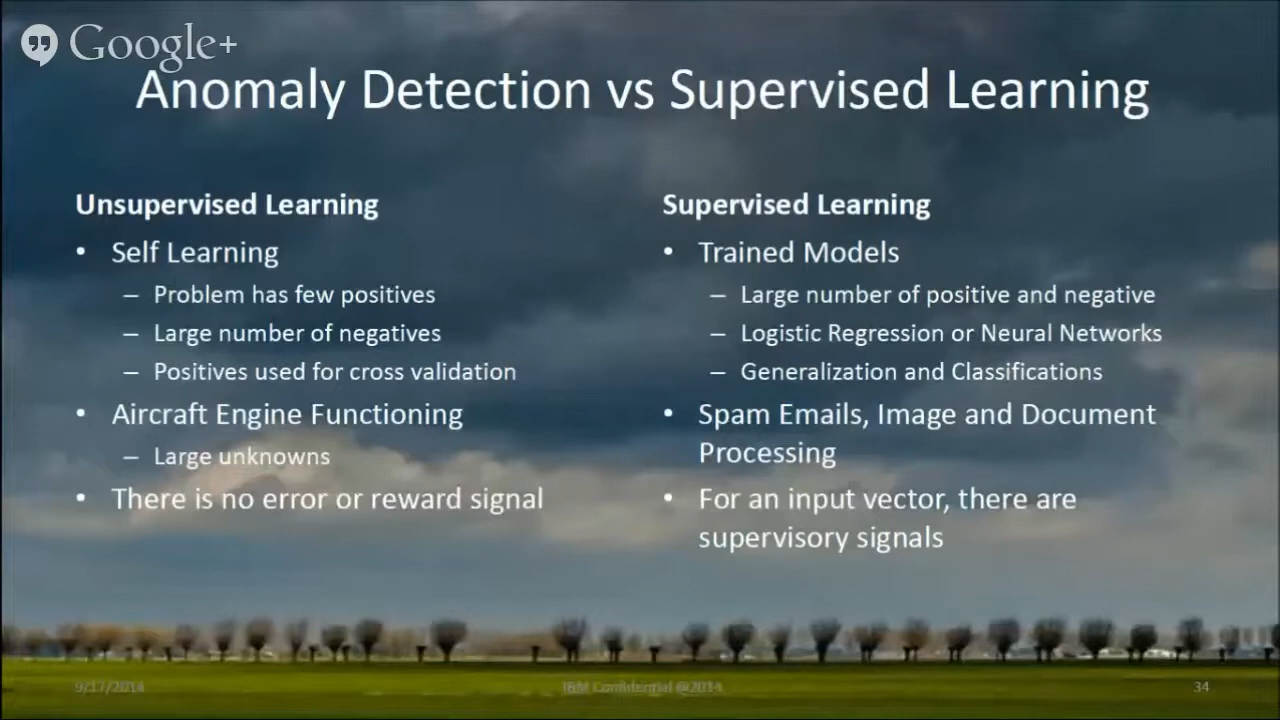 Google+
Anomaly Detection vs Supervised Learning
Unsupervised Learning
• Self Learning
– Problem has few positives
– Large number of negatives
– Positives used for cross validation
• Aircraft Engine Functioning
– Large unknowns
• There is no error or reward signal
Supervised Learning
• Trained Models
– Large number of positive and negative
– Logistic Regression or Neural Networks
– Generalization and Classifications
• Spam Emails, Image and Document
Processing
• For an input vector, there are
supervisory signals
9/17/2014
IBM Confidential @2014
34